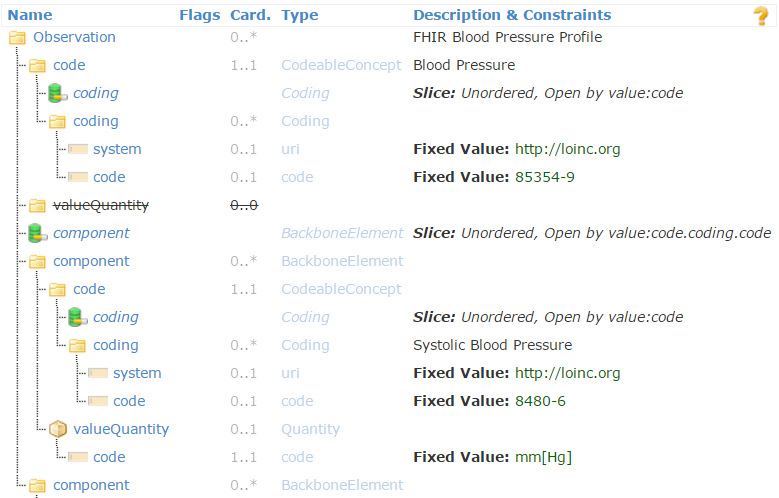 Name Flags Card. Type Description & Constraints ?
Observation 0..* FHIR Blood Pressure Profile
code 1..1 CodeableConcept Blood Pressure
coding Coding Slice: Unordered, Open by value:code
coding 0..* Coding
system 0..1 uri Fixed Value: http://loinc.org
code 0..1 code Fixed Value: 85354-9
valueQuantity 0..0
component BackboneElement Slice: Unordered, Open by value:code.coding.code
component 0..* BackboneElement
code 1..1 CodeableConcept
coding Coding Slice: Unordered, Open by value:code
coding 0..* Coding Systolic Blood Pressure
system 0..1 uri Fixed Value: http://loinc.org
code 0..1 code Fixed Value: 8480-6
valueQuantity 0..1 Quantity
code 1..1 code Fixed Value: mm[Hg]
component 0..* BackboneElement